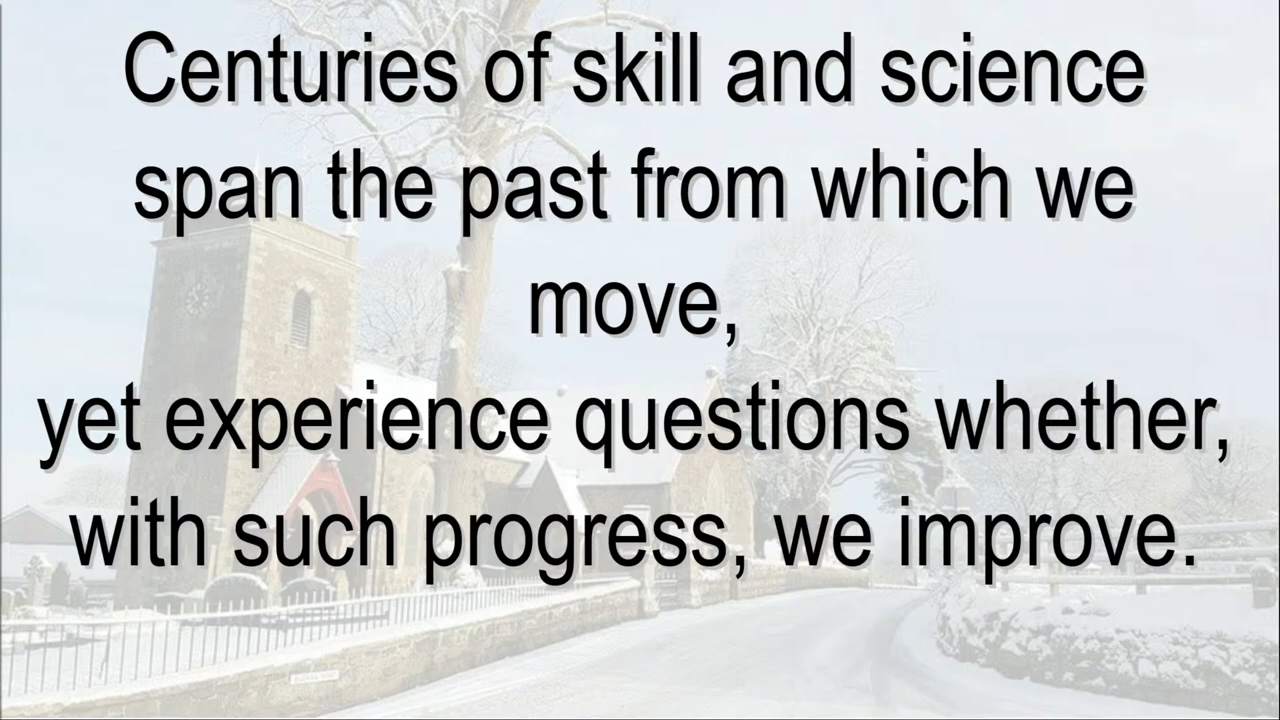 Centuries of skill and science
span the past from which we
move,
yet experience questions whether,
with such progress, we improve.